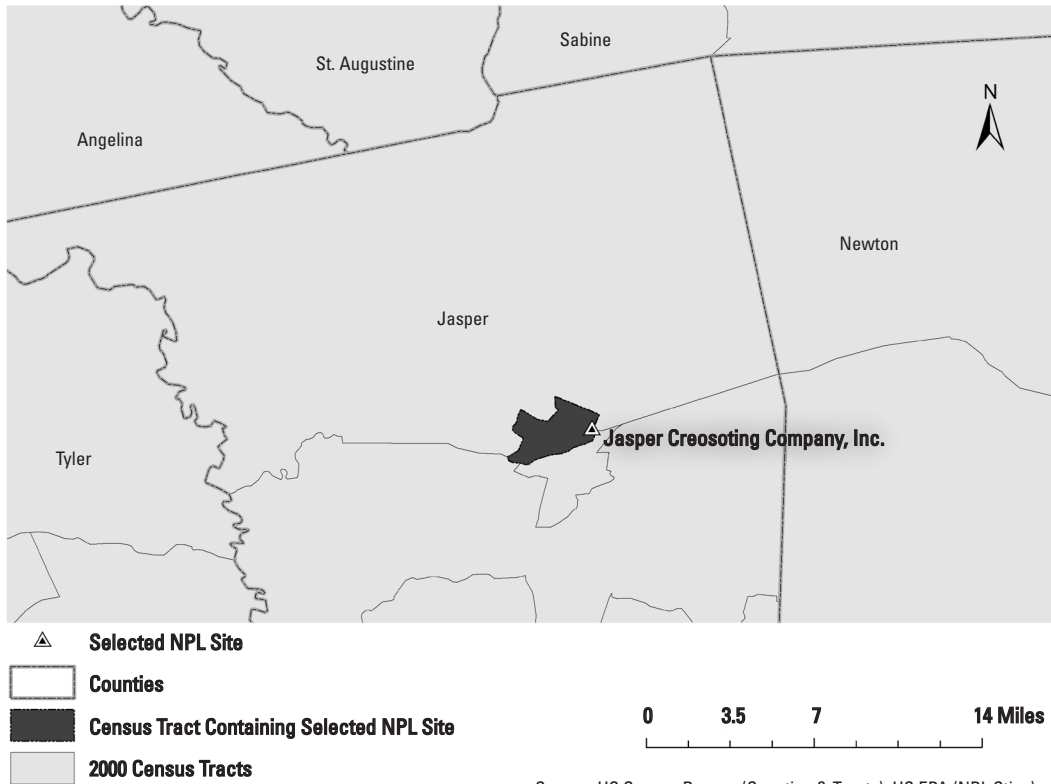 Sabine
St. Augustine
N
Angelina
Newton
Jasper
Jasper Creosoting Company, Inc.
Tyler
Selected NPL Site
Counties
Census Tract Containing Selected NPL Site
2000 Census Tracts
0 3.5 7 14 Miles